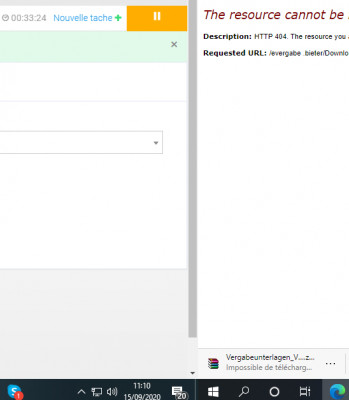 00:33:24 Nouvelle tache +
×
The resource cannot be
Description: HTTP 404. The resource you
Requested URL: /evergabe.bieter/Downlo
Vergabeunterlagen_V....z...
Impossible de télécharg...
11:10
15/09/2020
20
1